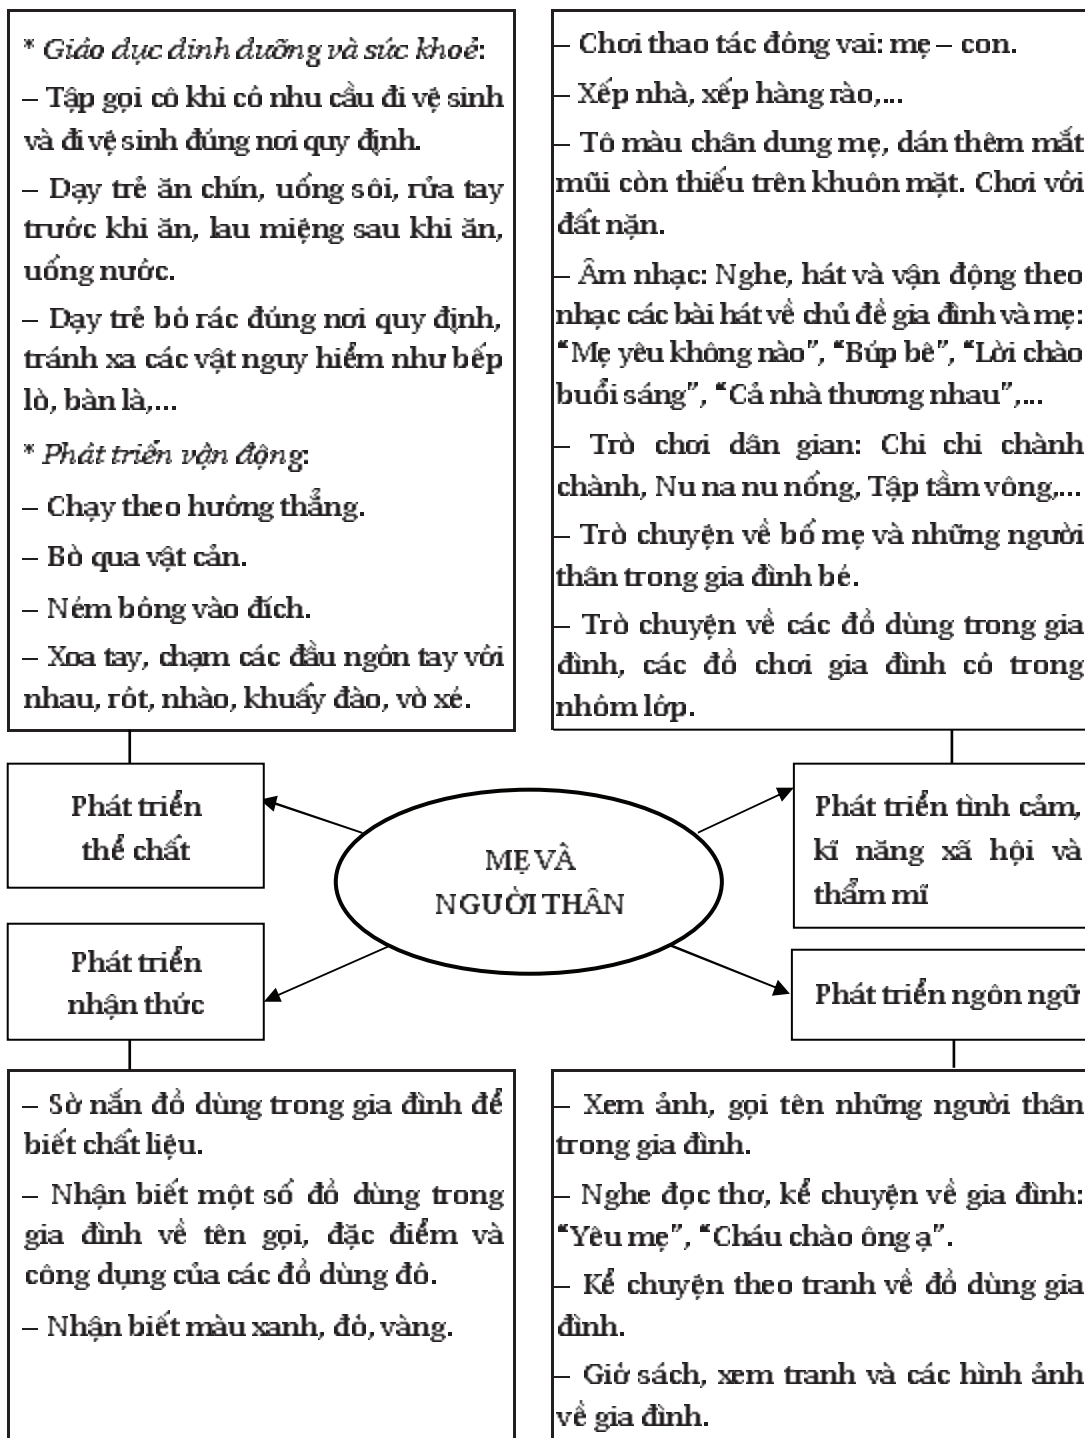 * Giáo dục dinh dưỡng và sức khoẻ:
– Tập gọi cô khi có nhu cầu đi vệ sinh
và đi vệ sinh đúng nơi quy định.
– Dạy trẻ ăn chín, uống sôi, rửa tay
trước khi ăn, lau miệng sau khi ăn,
uống nước.
– Dạy trẻ bỏ rác đúng nơi quy định,
tránh xa các vật nguy hiểm như bếp
lò, bàn là,...
* Phát triển vận động:
– Chạy theo hướng thẳng.
– Bò qua vật cản.
– Ném bóng vào đích.
– Xoa tay, chạm các đầu ngón tay với
nhau, rót, nhào, khuấy đảo, vò xé.
– Chơi thao tác đóng vai: mẹ – con.
– Xếp nhà, xếp hàng rào,...
– Tô màu chân dung mẹ, dán thêm mắt
mũi còn thiếu trên khuôn mặt. Chơi với
đất nặn.
– Âm nhạc: Nghe, hát và vận động theo
nhạc các bài hát về chủ đề gia đình và mẹ:
“Mẹ yêu không nào”, “Búp bê”, “Lời chào
buổi sáng”, “Cả nhà thương nhau”,...
– Trò chơi dân gian: Chi chi chành
chành, Nu na nu nống, Tập tầm vông,...
– Trò chuyện về bố mẹ và những người
thân trong gia đình bé.
– Trò chuyện về các đồ dùng trong gia
đình, các đồ chơi gia đình có trong
nhóm lớp.
Phát triển
thể chất
MẸ VÀ
NGƯỜI THÂN
Phát triển tình cảm,
kĩ năng xã hội và
thẩm mĩ
Phát triển
nhận thức
Phát triển ngôn ngữ
– Sờ nắn đồ dùng trong gia đình để
biết chất liệu.
– Nhận biết một số đồ dùng trong
gia đình về tên gọi, đặc điểm và
công dụng của các đồ dùng đó.
– Nhận biết màu xanh, đỏ, vàng.
– Xem ảnh, gọi tên những người thân
trong gia đình.
– Nghe đọc thơ, kể chuyện về gia đình:
“Yêu mẹ”, “Cháu chào ông ạ”.
– Kể chuyện theo tranh về đồ dùng gia
đình.
– Giở sách, xem tranh và các hình ảnh
về gia đình.